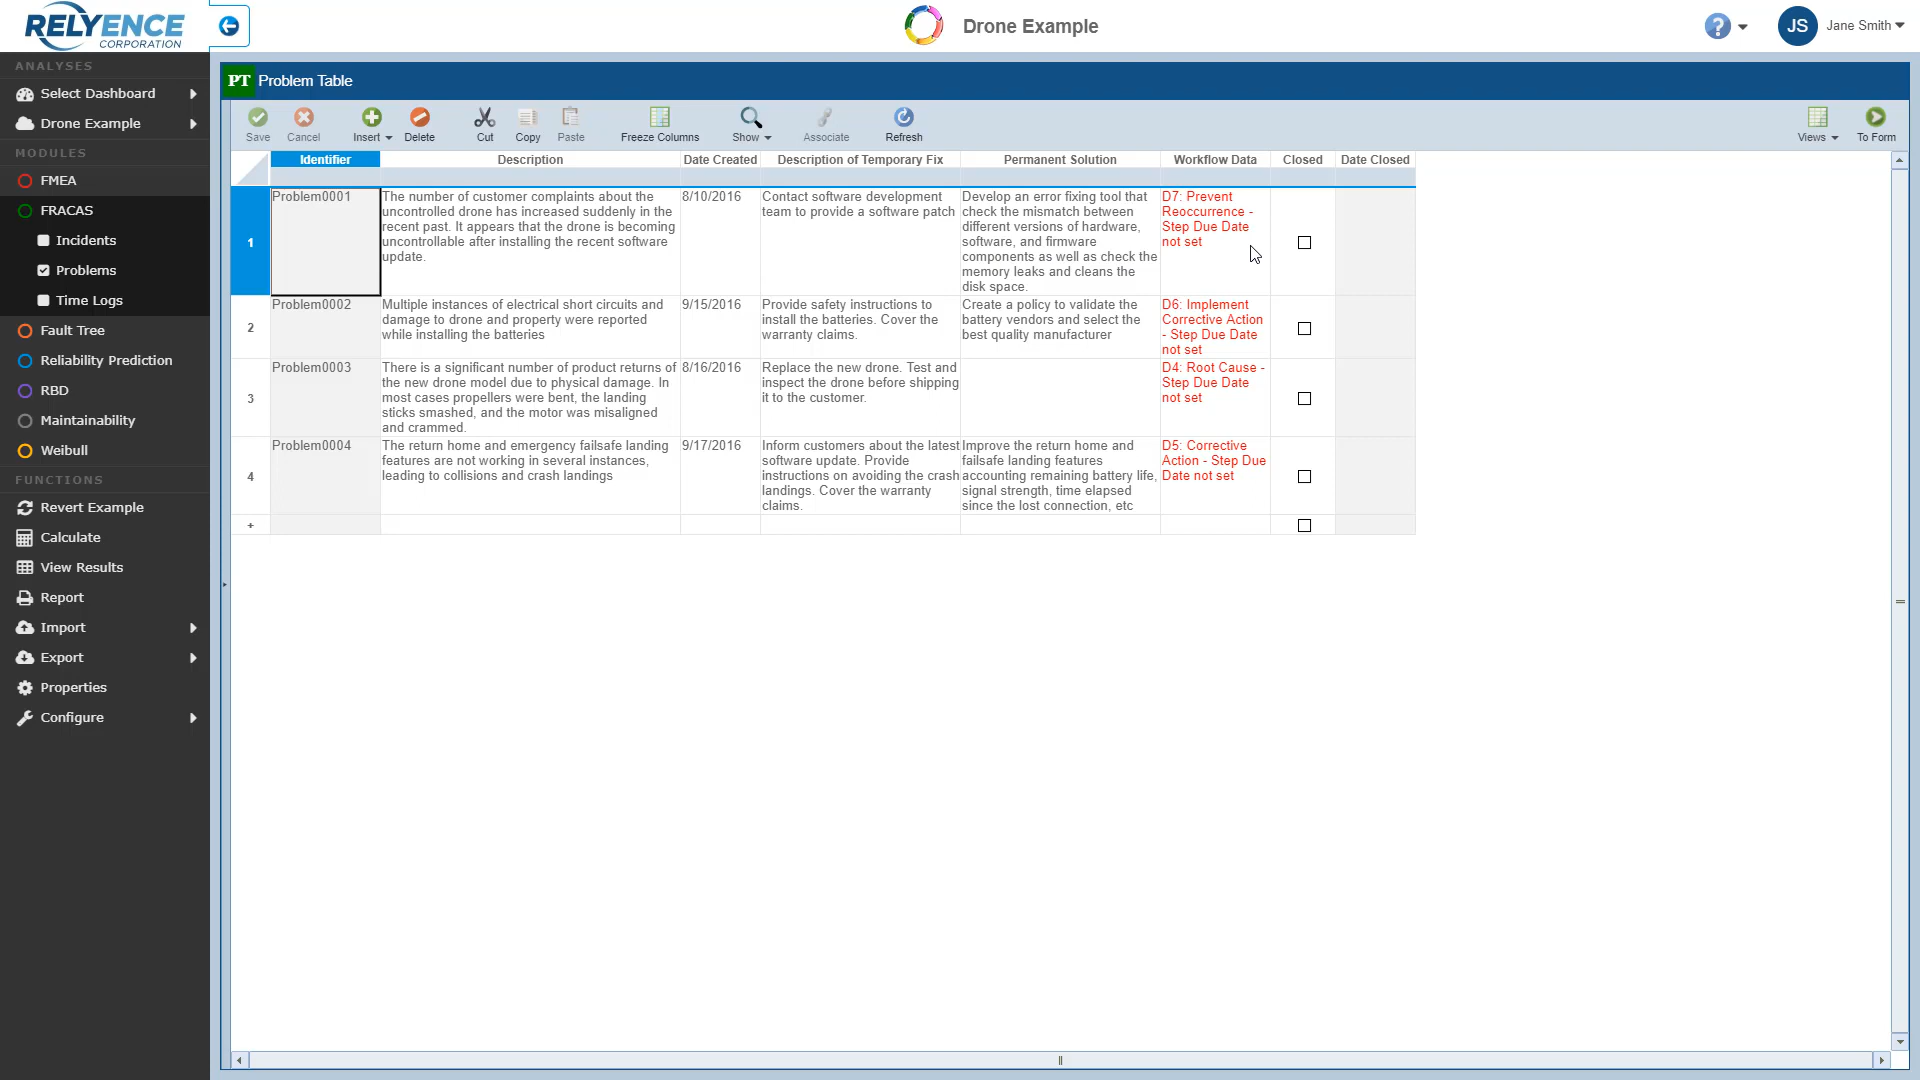 RELYENCE
CORPORATION
Drone Example
?
JS
Jane Smith
ANALYSES
Select Dashboard
Drone Example
MODULES
FMEA
FRACAS
Incidents
Problems
Time Logs
Fault Tree
Reliability Prediction
RBD
Maintainability
Weibull
FUNCTIONS
Revert Example
Calculate
View Results
Report
Import
Export
Properties
Configure
PT Problem Table
Save
Cancel
Insert
Delete
Cut
Copy
Paste
Freeze Columns
Show
Associate
Refresh
Views
To Form
Identifier
Description
Date Created
Description of Temporary Fix
Permanent Solution
Workflow Data
Closed
Date Closed
1
Problem0001
The number of customer complaints about the
uncontrolled drone has increased suddenly in the
recent past. It appears that the drone is becoming
uncontrollable after installing the recent software
update.
8/10/2016
Contact software development
team to provide a software patch
Develop an error fixing tool that
check the mismatch between
different versions of hardware,
software, and firmware
components as well as check the
memory leaks and cleans the
disk space.
D7: Prevent
Reoccurrence -
Step Due Date
not set
2
Problem0002
Multiple instances of electrical short circuits and
damage to drone and property were reported
while installing the batteries
9/15/2016
Provide safety instructions to
install the batteries. Cover the
warranty claims.
Create a policy to validate the
battery vendors and select the
best quality manufacturer
D6: Implement
Corrective Action
- Step Due Date
not set
3
Problem0003
There is a significant number of product returns of
the new drone model due to physical damage. In
most cases propellers were bent, the landing
sticks smashed, and the motor was misaligned
and crammed.
8/16/2016
Replace the new drone. Test and
inspect the drone before shipping
it to the customer.
D4: Root Cause -
Step Due Date
not set
4
Problem0004
The return home and emergency failsafe landing
features are not working in several instances,
leading to collisions and crash landings
9/17/2016
Inform customers about the latest
software update. Provide
instructions on avoiding the crash
landings. Cover the warranty
claims.
Improve the return home and
failsafe landing features
accounting remaining battery life,
signal strength, time elapsed
since the lost connection, etc
D5: Corrective
Action - Step Due
Date not set
+